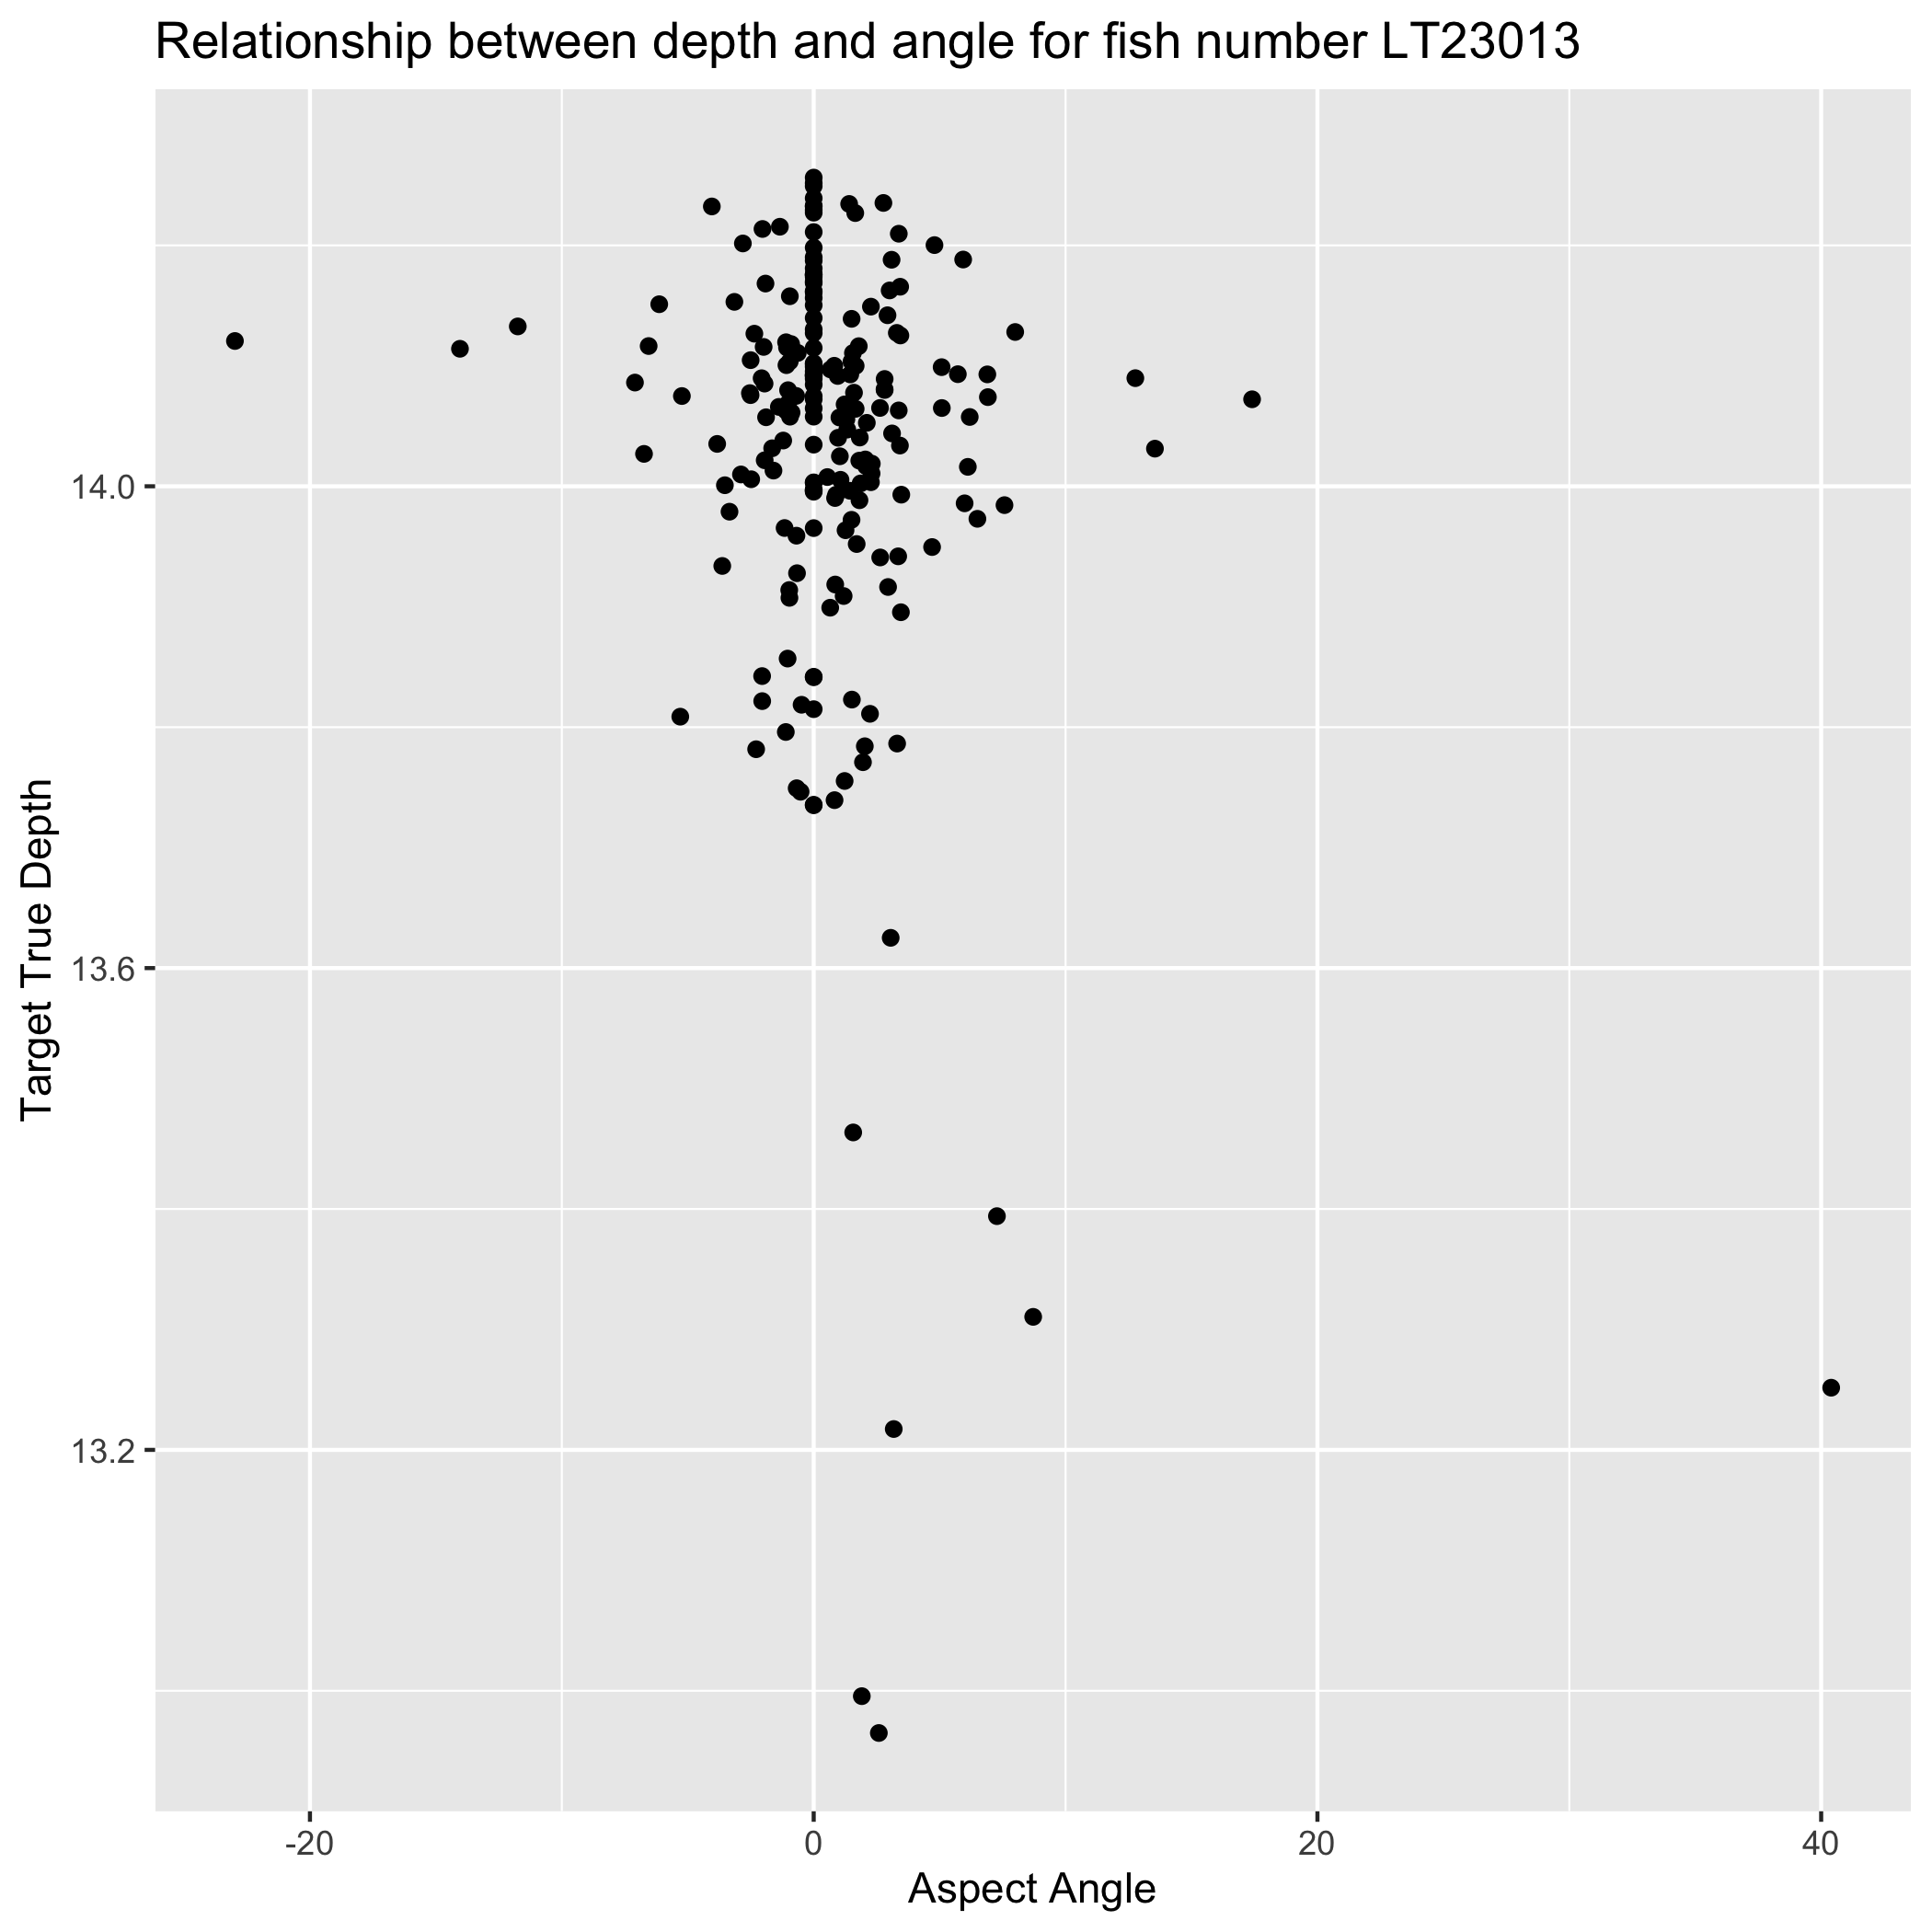 Relationship between depth and angle for fish number LT23013
Target True Depth
14.0
13.6
13.2
-20
0
20
40
Aspect Angle